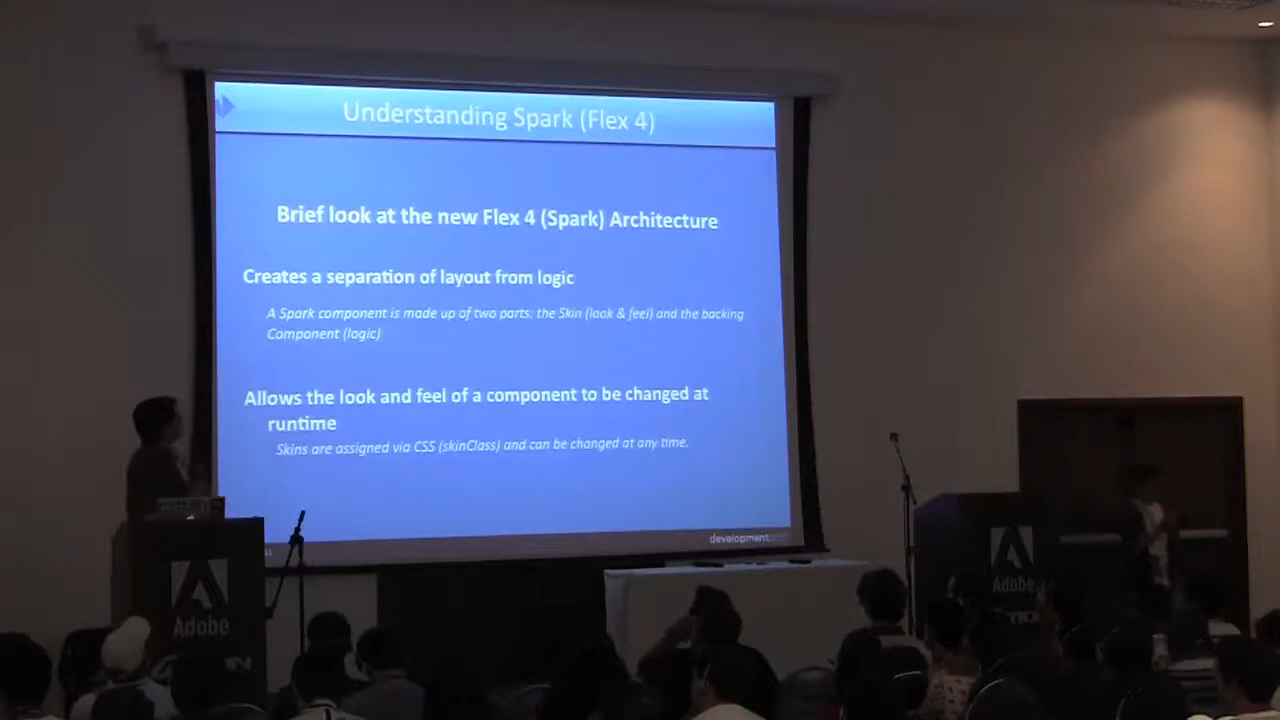 Understanding Spark (Flex 4)
Brief look at the new Flex 4 (Spark) Architecture
Creates a separation of layout from logic
A Spark component is made up of two parts: the Skin (look & feel) and the backing
Component (logic)
Allows the look and feel of a component to be changed at
runtime
Skins are assigned via CSS (skinClass) and can be changed at any time.
development
Adobe
Adobe